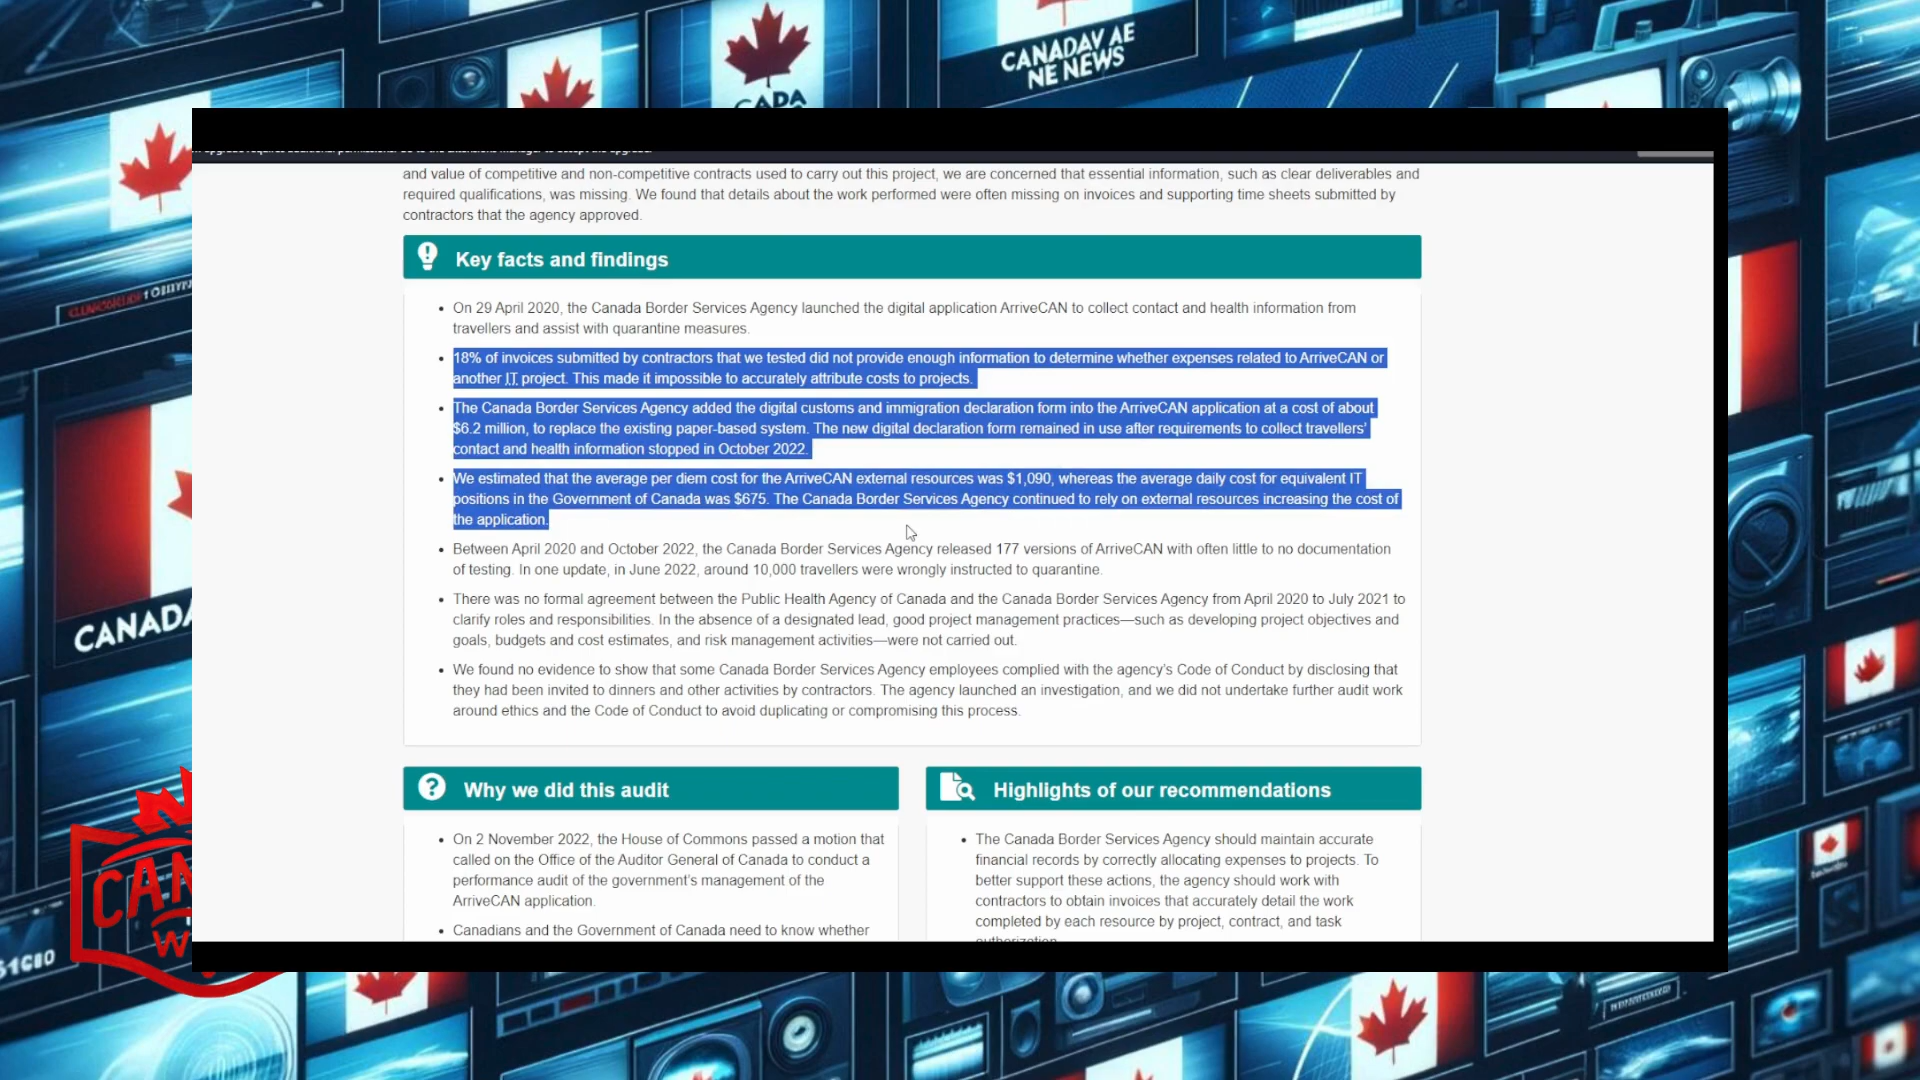 CANADAV AE
NE NEWS
CADA
and value of competitive and non-competitive contracts used to carry out this project, we are concerned that essential information, such as clear deliverables and
required qualifications, was missing. We found that details about the work performed were often missing on invoices and supporting time sheets submitted by
contractors that the agency approved.
Key facts and findings
• On 29 April 2020, the Canada Border Services Agency launched the digital application ArriveCAN to collect contact and health information from
travellers and assist with quarantine measures.
• 18% of invoices submitted by contractors that we tested did not provide enough information to determine whether expenses related to ArriveCAN or
another IT project. This made it impossible to accurately attribute costs to projects.
• The Canada Border Services Agency added the digital customs and immigration declaration form into the ArriveCAN application at a cost of about
$6.2 million, to replace the existing paper-based system. The new digital declaration form remained in use after requirements to collect travellers'
contact and health information stopped in October 2022.
• We estimated that the average per diem cost for the ArriveCAN external resources was $1,090, whereas the average daily cost for equivalent IT
positions in the Government of Canada was $675. The Canada Border Services Agency continued to rely on external resources increasing the cost of
the application.
• Between April 2020 and October 2022, the Canada Border Services Agency released 177 versions of ArriveCAN with often little to no documentation
of testing. In one update, in June 2022, around 10,000 travellers were wrongly instructed to quarantine.
• There was no formal agreement between the Public Health Agency of Canada and the Canada Border Services Agency from April 2020 to July 2021 to
clarify roles and responsibilities. In the absence of a designated lead, good project management practices—such as developing project objectives and
goals, budgets and cost estimates, and risk management activities—were not carried out.
• We found no evidence to show that some Canada Border Services Agency employees complied with the agency's Code of Conduct by disclosing that
they had been invited to dinners and other activities by contractors. The agency launched an investigation, and we did not undertake further audit work
around ethics and the Code of Conduct to avoid duplicating or compromising this process.
CANADA
Why we did this audit
• On 2 November 2022, the House of Commons passed a motion that
called on the Office of the Auditor General of Canada to conduct a
performance audit of the government's management of the
ArriveCAN application.
• Canadians and the Government of Canada need to know whether
Highlights of our recommendations
• The Canada Border Services Agency should maintain accurate
financial records by correctly allocating expenses to projects. To
better support these actions, the agency should work with
contractors to obtain invoices that accurately detail the work
completed by each resource by project, contract, and task
authorization
CAN
W